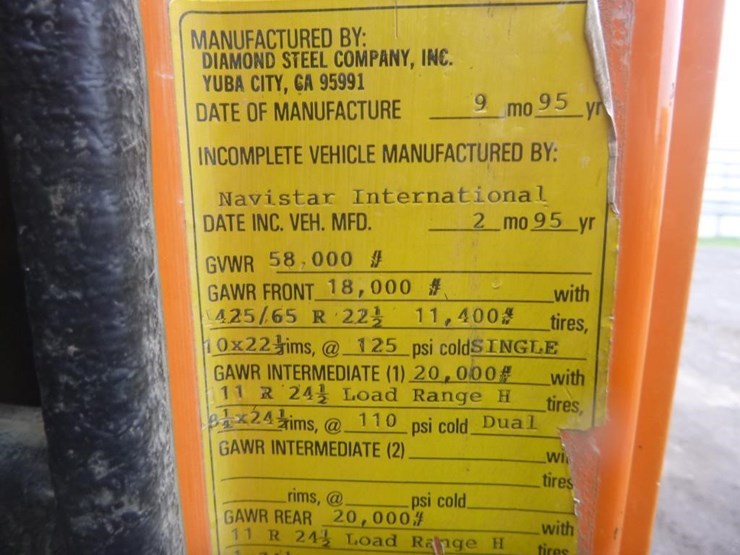 MANUFACTURED BY:
DIAMOND STEEL COMPANY, INC.
YUBA CITY, CA 95991
DATE OF MANUFACTURE 9 mo 95 yr
INCOMPLETE VEHICLE MANUFACTURED BY:
Navistar International
DATE INC. VEH. MFD. 2 mo 95 yr
GVWR 58,000 #
GAWR FRONT 18,000 # with
425/65 R 22½ 11,400# tires,
10x22½ rims, @ 125 psi cold SINGLE
GAWR INTERMEDIATE (1) 20,000# with
11 R 24½ Load Range H tires,
8¼x24½ rims, @ 110 psi cold Dual
GAWR INTERMEDIATE (2) wi
tires
rims, @ psi cold
GAWR REAR 20,000# with
11 R 24½ Load Range H tires